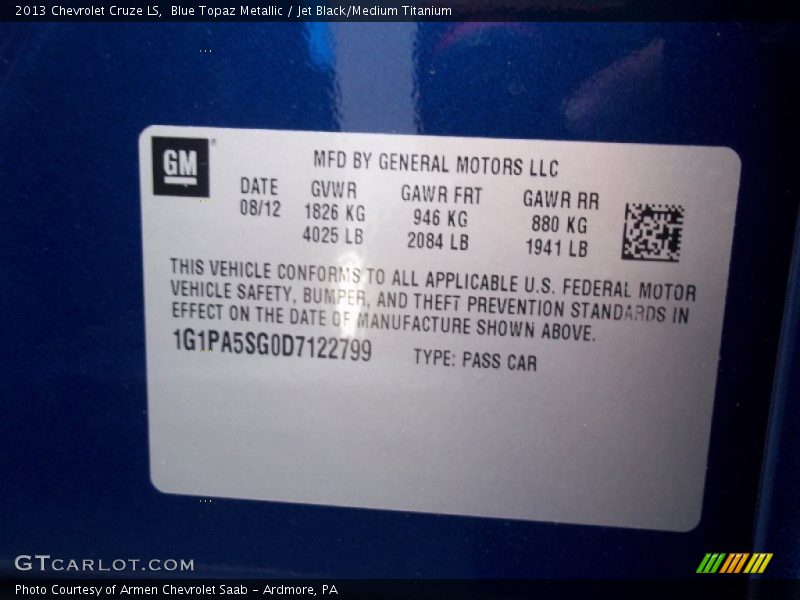 2013 Chevrolet Cruze LS,  Blue Topaz Metallic / Jet Black/Medium Titanium
GM
MFD BY GENERAL MOTORS LLC
DATE GVWR GAWR FRT GAWR RR
08/12 1826 KG 946 KG 880 KG
4025 LB 2084 LB 1941 LB
THIS VEHICLE CONFORMS TO ALL APPLICABLE U.S. FEDERAL MOTOR
VEHICLE SAFETY, BUMPER, AND THEFT PREVENTION STANDARDS IN
EFFECT ON THE DATE OF MANUFACTURE SHOWN ABOVE.
1G1PA5SG0D7122799 TYPE: PASS CAR
GTCARLOT.COM
Photo Courtesy of Armen Chevrolet Saab - Ardmore, PA